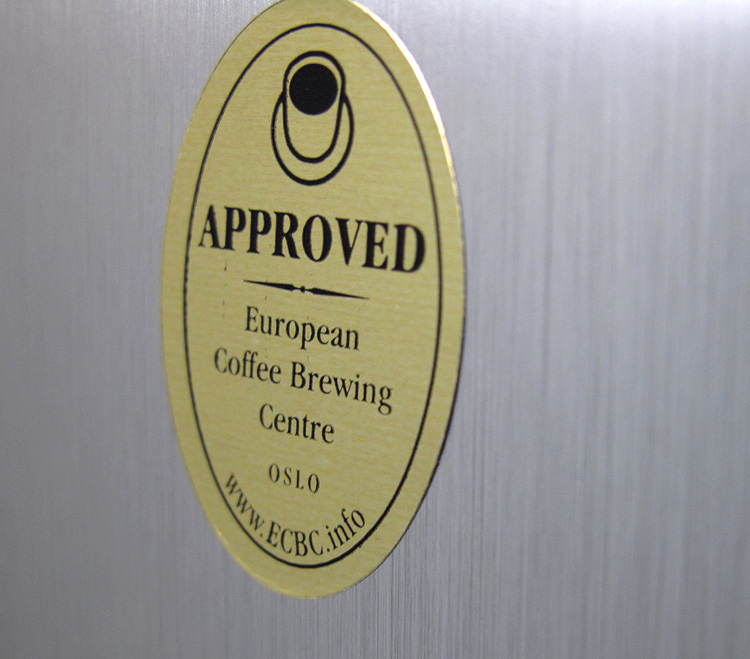 APPROVED
European
Coffee Brewing
Centre
OSLO
www.ECBC.info